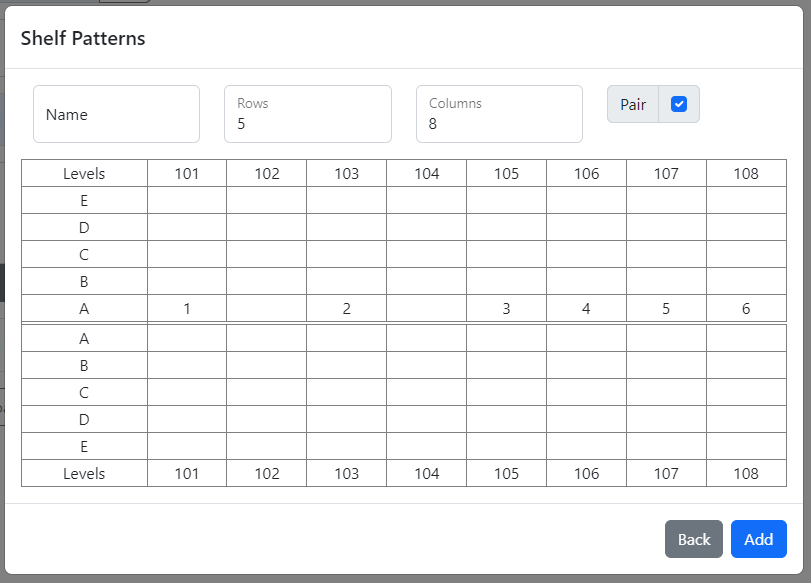 Shelf Patterns
Name
Rows
5
Columns
8
Pair
Levels 101 102 103 104 105 106 107 108
E
D
C
B
A 1 2 3 4 5 6
A
B
C
D
E
Levels 101 102 103 104 105 106 107 108
Back Add